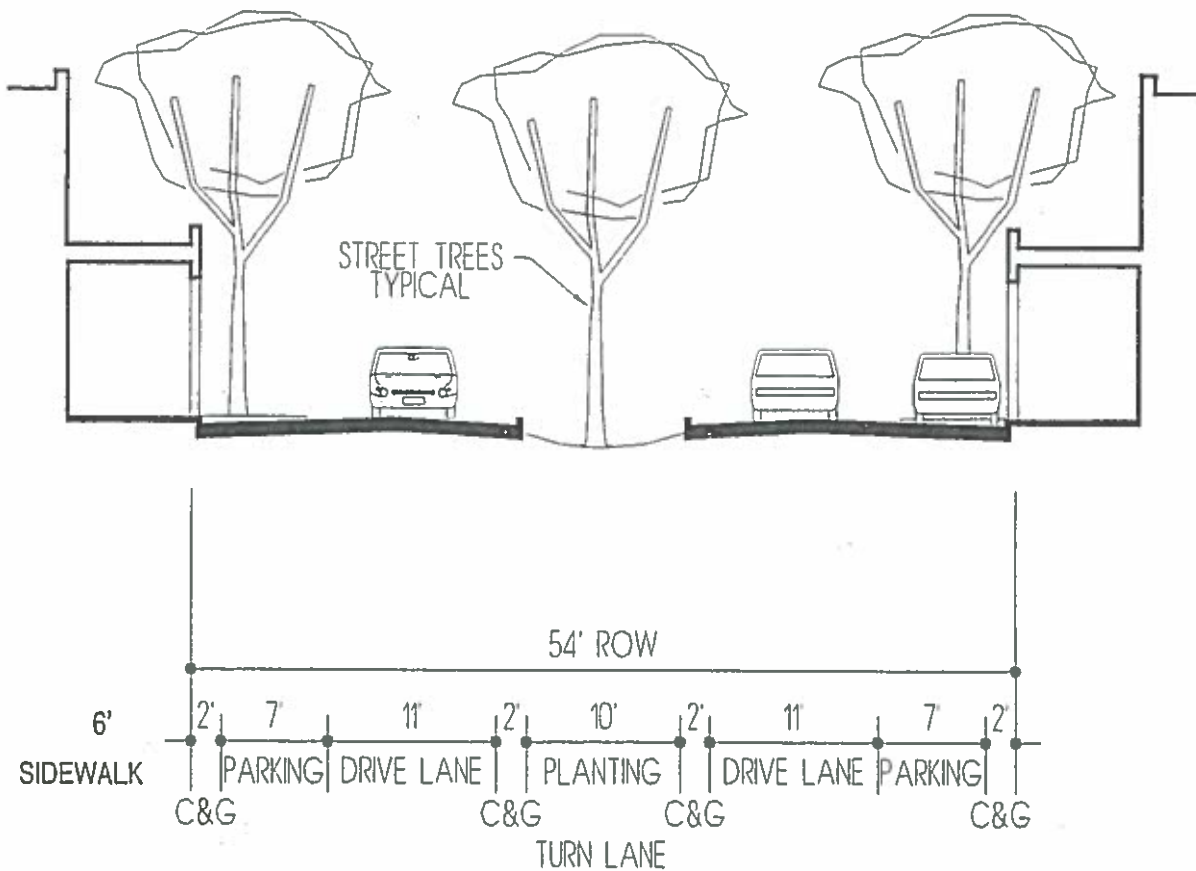 STREET TREES
TYPICAL
54' ROW
6' 2' 7' 11' 2' 10' 2' 11' 7' 2'
SIDEWALK PARKING DRIVE LANE PLANTING DRIVE LANE PARKING
C&G C&G C&G C&G
TURN LANE